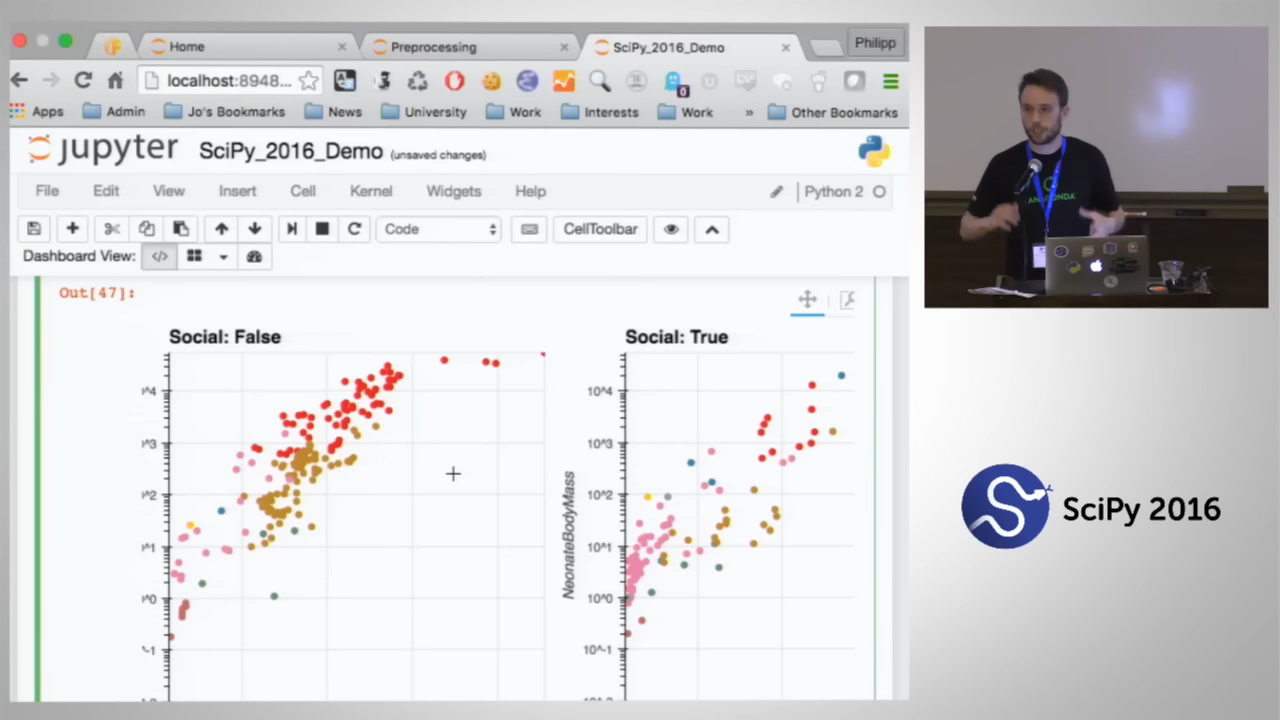 Home
Preprocessing
SciPy_2016_Demo
Philipp
localhost:8948...
0
Apps
Admin
Jo's Bookmarks
News
University
Work
Interests
Work
»
Other Bookmarks
jupyter
SciPy_2016_Demo (unsaved changes)
File Edit View Insert Cell Kernel Widgets Help
Python 2
Code
CellToolbar
Dashboard View:
Out[47]:
Social: False
Social: True
10^4
10^3
10^2
10^1
10^0
10^-1
NeonateBodyMass
ANACONDA
SciPy 2016